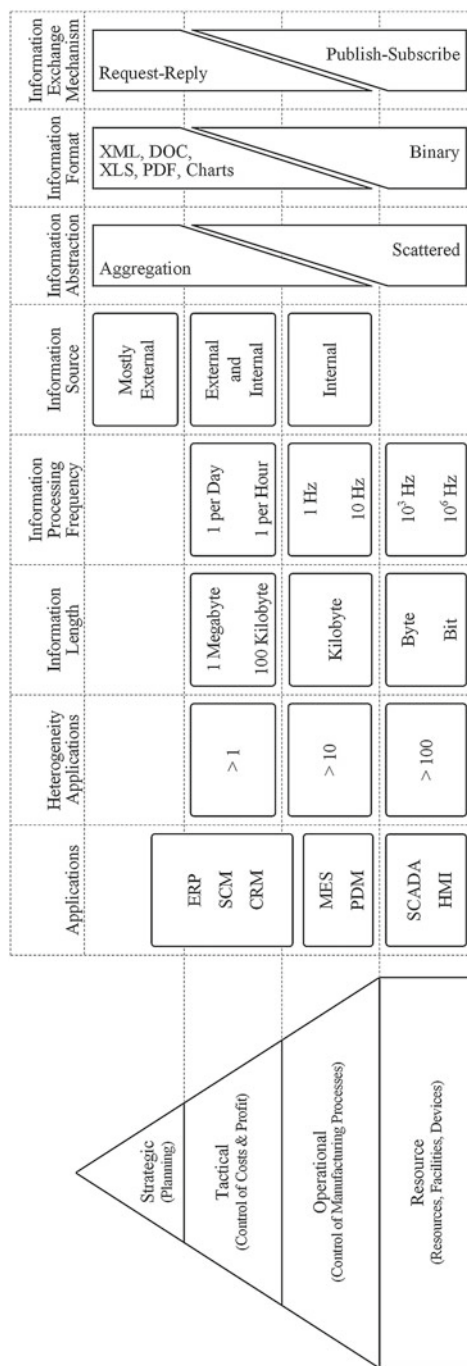 Applications
Heterogeneity
Applications
Information
Length
Information
Processing
Frequency
Information
Source
Information
Abstraction
Information
Format
Information
Exchange
Mechanism
Strategic
(Planning)
Mostly
External
Aggregation
XML, DOC,
XLS, PDF, Charts
Request-Reply
Tactical
(Control of Costs & Profit)
ERP
SCM
CRM
> 1
1 Megabyte
100 Kilobyte
1 per Day
1 per Hour
External
and
Internal
Operational
(Control of Manufacturing Processes)
MES
PDM
> 10
Kilobyte
1 Hz
10 Hz
Internal
Resource
(Resources, Facilities, Devices)
SCADA
HMI
> 100
Byte
Bit
10³ Hz
10⁶ Hz
Scattered
Binary
Publish-Subscribe